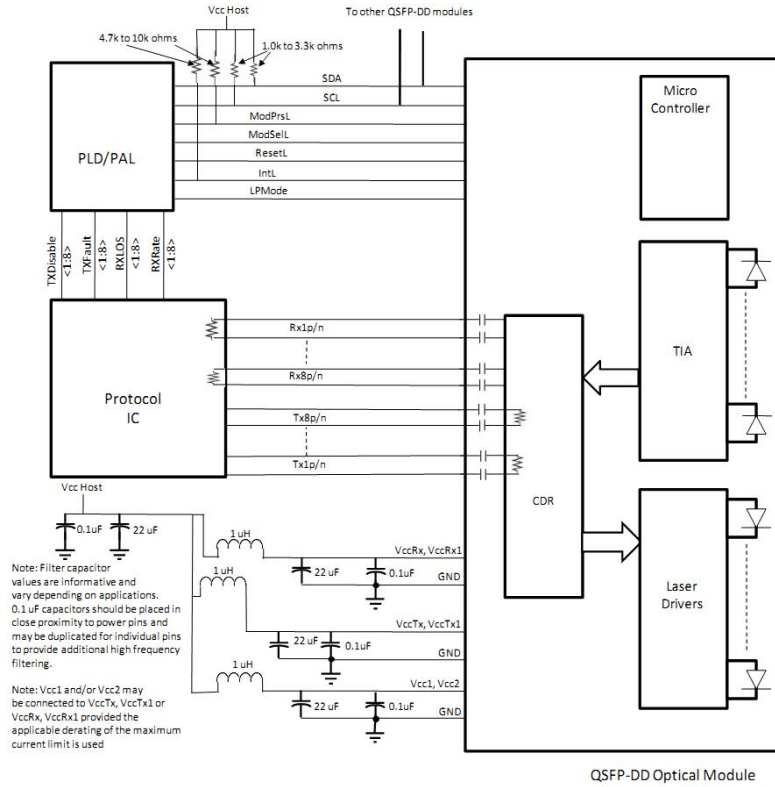 Vcc Host
To other QSFP-DD modules
4.7k to 10k ohms
1.0k to 3.3k ohms
SDA
SCL
ModPrsL
ModSelL
ResetL
IntL
LPMode
PLD/PAL
Micro
Controller
TXDisable
<1:8>
TXFault
<1:8>
RXLOS
<1:8>
RXRate
<1:8>
Rx1p/n
Rx8p/n
Tx8p/n
Tx1p/n
Protocol
IC
TIA
CDR
Laser
Drivers
Vcc Host
0.1uF
22 uF
1 uH
VccRx, VccRx1
22 uF
0.1uF
GND
1 uH
VccTx, VccTx1
22 uF
0.1uF
GND
1 uH
Vcc1, Vcc2
22 uF
0.1uF
GND
Note: Filter capacitor
values are informative and
vary depending on applications.
0.1 uF capacitors should be placed in
close proximity to power pins and
may be duplicated for individual pins
to provide additional high frequency
filtering.
Note: Vcc1 and/or Vcc2 may
be connected to VccTx, VccTx1 or
VccRx, VccRx1 provided the
applicable derating of the maximum
current limit is used
QSFP-DD Optical Module